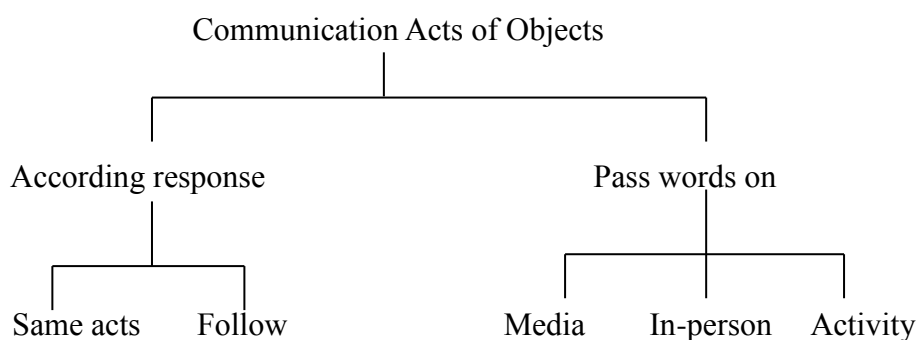 Communication Acts of Objects
According response Pass words on
Same acts Follow Media In-person Activity